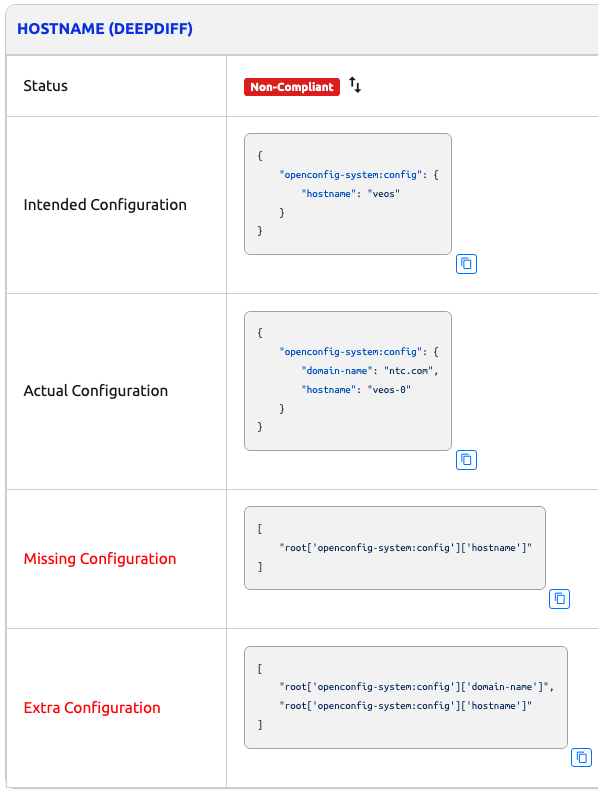 HOSTNAME (DEEPDIFF)
Status
Non-Compliant
Intended Configuration
{
    "openconfig-system:config": {
        "hostname": "veos"
    }
}
Actual Configuration
{
    "openconfig-system:config": {
        "domain-name": "ntc.com",
        "hostname": "veos-0"
    }
}
Missing Configuration
[
    "root['openconfig-system:config']['hostname']"
]
Extra Configuration
[
    "root['openconfig-system:config']['domain-name']",
    "root['openconfig-system:config']['hostname']"
]